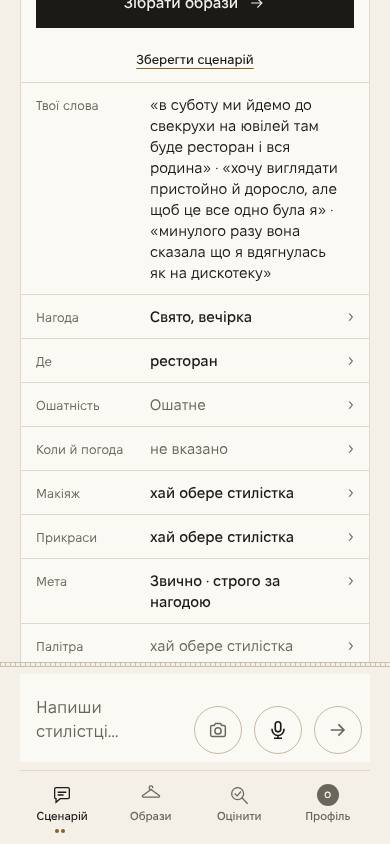 Зібрати образи →
Зберегти сценарій
Твої слова
«в суботу ми йдемо до
свекрухи на ювілей там
буде ресторан і вся
родина» · «хочу виглядати
пристойно й доросло, але
щоб це все одно була я» ·
«минулого разу вона
сказала що я вдягнулась
як на дискотеку»
Нагода
Свято, вечірка
Де
ресторан
Ошатність
Ошатне
Коли й погода
не вказано
Макіяж
хай обере стилістка
Прикраси
хай обере стилістка
Мета
Звично · строго за
нагодою
Палітра
хай обере стилістка
Напиши
стилістці...
Сценарій
Образи
Оцінити
О
Профіль